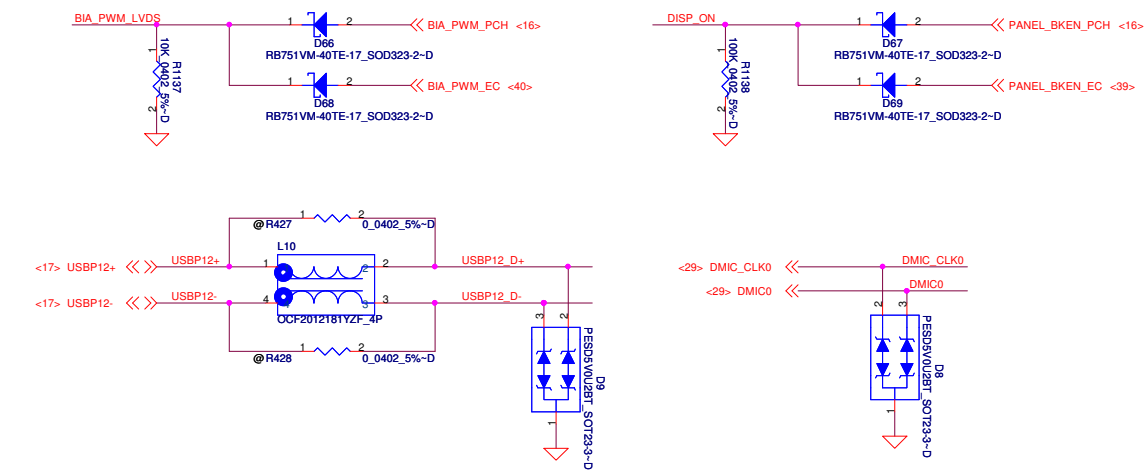 BIA_PWM_LVDS
1
2
BIA_PWM_PCH <16>
D66
RB751VM-40TE-17_SOD323-2~D
1
2
BIA_PWM_EC <40>
D68
RB751VM-40TE-17_SOD323-2~D
1
2
R1137
10K_0402_5%~D
DISP_ON
1
2
PANEL_BKEN_PCH <16>
D67
RB751VM-40TE-17_SOD323-2~D
1
2
PANEL_BKEN_EC <39>
D69
RB751VM-40TE-17_SOD323-2~D
1
2
R1138
100K_0402_5%~D
@R427
1
2
0_0402_5%~D
L10
<17> USBP12+
USBP12+
1
2
2
USBP12_D+
<17> USBP12-
USBP12-
4
3
3
USBP12_D-
OCF2012181YZF_4P
@R428
1
2
0_0402_5%~D
3
2
1
D9
PESD5V0U2BT_SOT23-3~D
<29> DMIC_CLK0
DMIC_CLK0
<29> DMIC0
DMIC0
2
3
1
D8
PESD5V0U2BT_SOT23-3~D